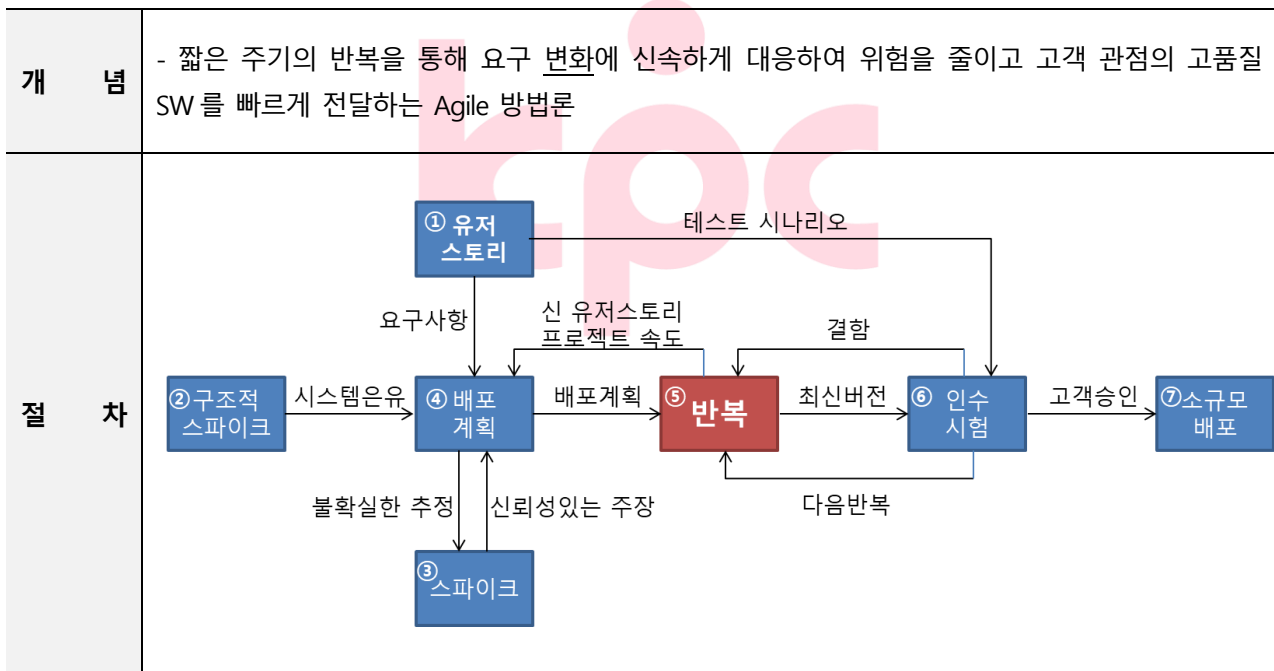 개 념
- 짧은 주기의 반복을 통해 요구 변화에 신속하게 대응하여 위험을 줄이고 고객 관점의 고품질
SW를 빠르게 전달하는 Agile 방법론
kpc
절 차
① 유저
스토리
테스트 시나리오
요구사항
신 유저스토리
프로젝트 속도
결함
② 구조적
스파이크
시스템은유
④ 배포
계획
배포계획
⑤ 반복
최신버전
⑥ 인수
시험
고객승인
⑦ 소규모
배포
불확실한 추정
신뢰성있는 주장
다음반복
③
스파이크